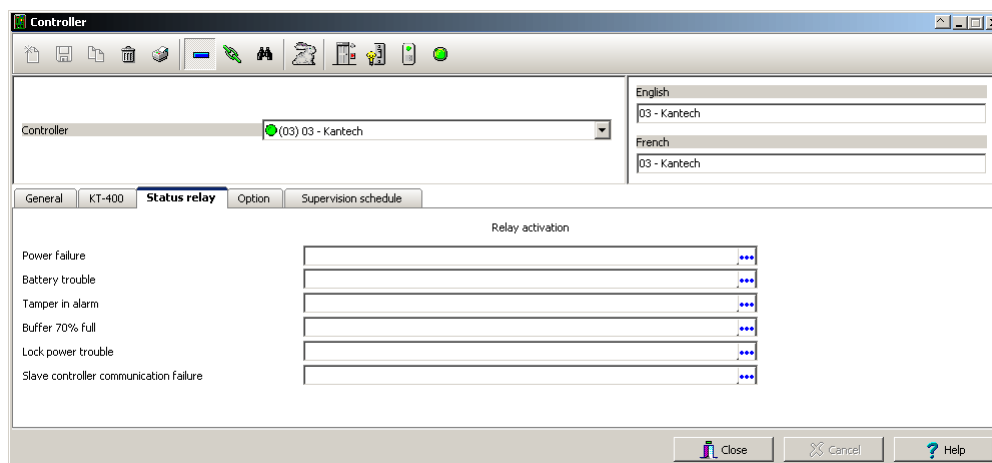 Controller
English
03 - Kantech
Controller
(03) 03 - Kantech
French
03 - Kantech
General KT-400 Status relay Option Supervision schedule
Relay activation
Power failure
Battery trouble
Tamper in alarm
Buffer 70% full
Lock power trouble
Slave controller communication failure
Close Cancel Help